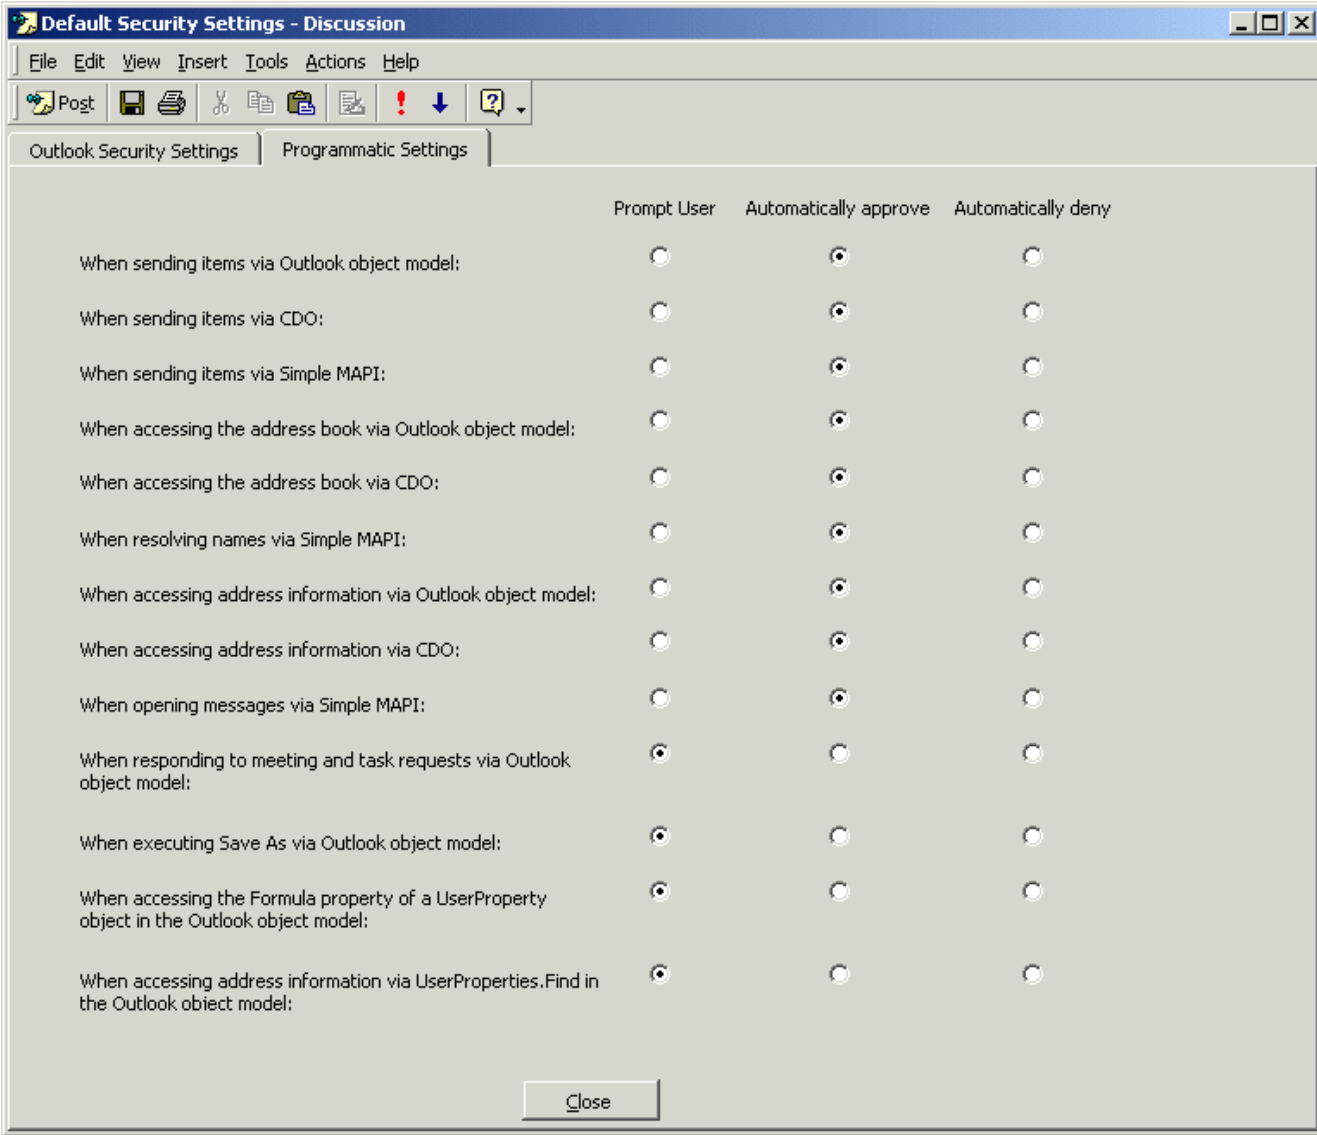 Default Security Settings - Discussion
File Edit View Insert Tools Actions Help
Post
Outlook Security Settings Programmatic Settings
Prompt User Automatically approve Automatically deny
When sending items via Outlook object model:
When sending items via CDO:
When sending items via Simple MAPI:
When accessing the address book via Outlook object model:
When accessing the address book via CDO:
When resolving names via Simple MAPI:
When accessing address information via Outlook object model:
When accessing address information via CDO:
When opening messages via Simple MAPI:
When responding to meeting and task requests via Outlook
object model:
When executing Save As via Outlook object model:
When accessing the Formula property of a UserProperty
object in the Outlook object model:
When accessing address information via UserProperties.Find in
the Outlook object model:
Close